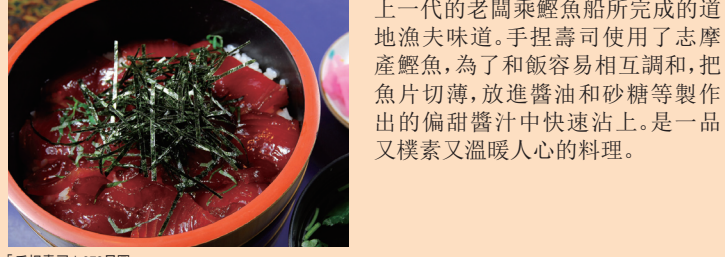 上一代的老闆乘鰹魚船所完成的道
地漁夫味道。手捏壽司使用了志摩
產鰹魚，為了和飯容易相互調和，把
魚片切薄，放進醬油和砂糖等製作
出的偏甜醬汁中快速沾上。是一品
又樸素又溫暖人心的料理。